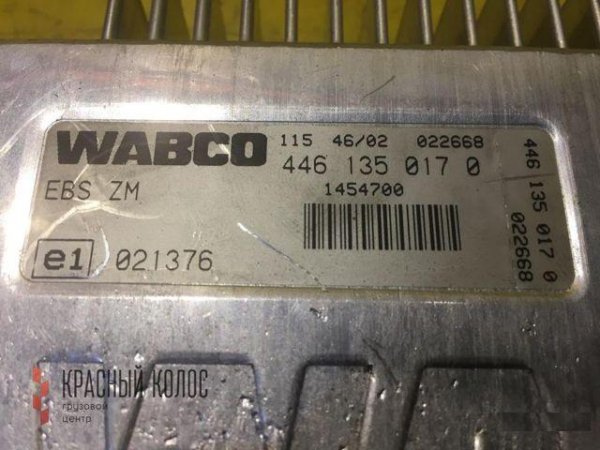 WABCO
115 46/02 022668
446 135 017 0
EBS ZM
1454700
e1 021376
446 135 017 0
022668
КРАСНЫЙ КОЛОС
грузовой
центр